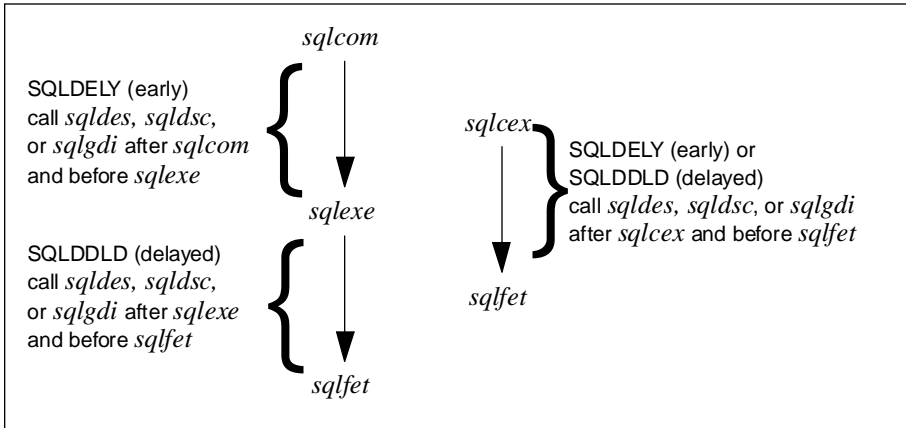 sqlcom
SQLDELY (early)
call sqldes, sqldsc,
or sqlgdi after sqlcom
and before sqlexe
sqlexe
SQLDDLD (delayed)
call sqldes, sqldsc,
or sqlgdi after sqlexe
and before sqlfet
sqlfet
sqlcex
SQLDELY (early) or
SQLDDLD (delayed)
call sqldes, sqldsc, or sqlgdi
after sqlcex and before sqlfet
sqlfet